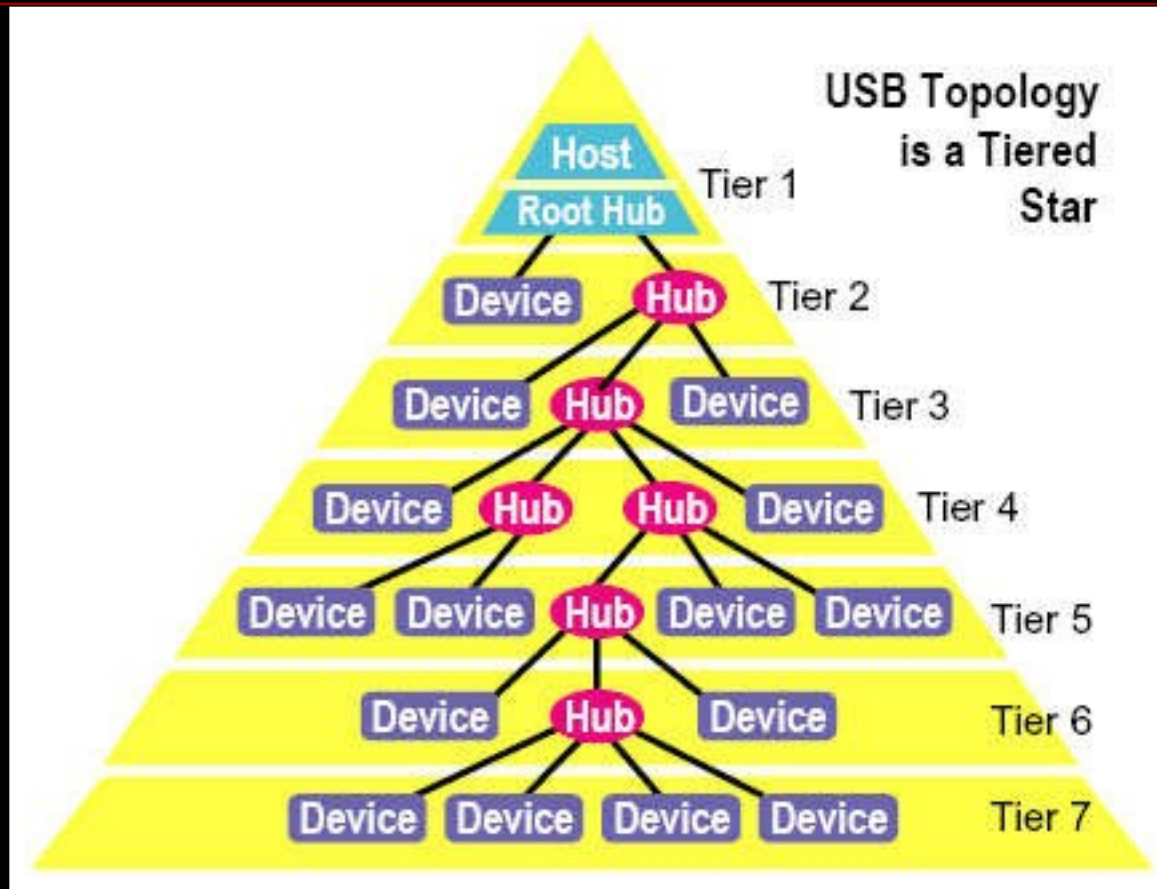 USB Topology
is a Tiered
Star
Host
Tier 1
Root Hub
Device Hub Tier 2
Device Hub Device Tier 3
Device Hub Hub Device Tier 4
Device Device Hub Device Device Tier 5
Device Hub Device Tier 6
Device Device Device Device Tier 7